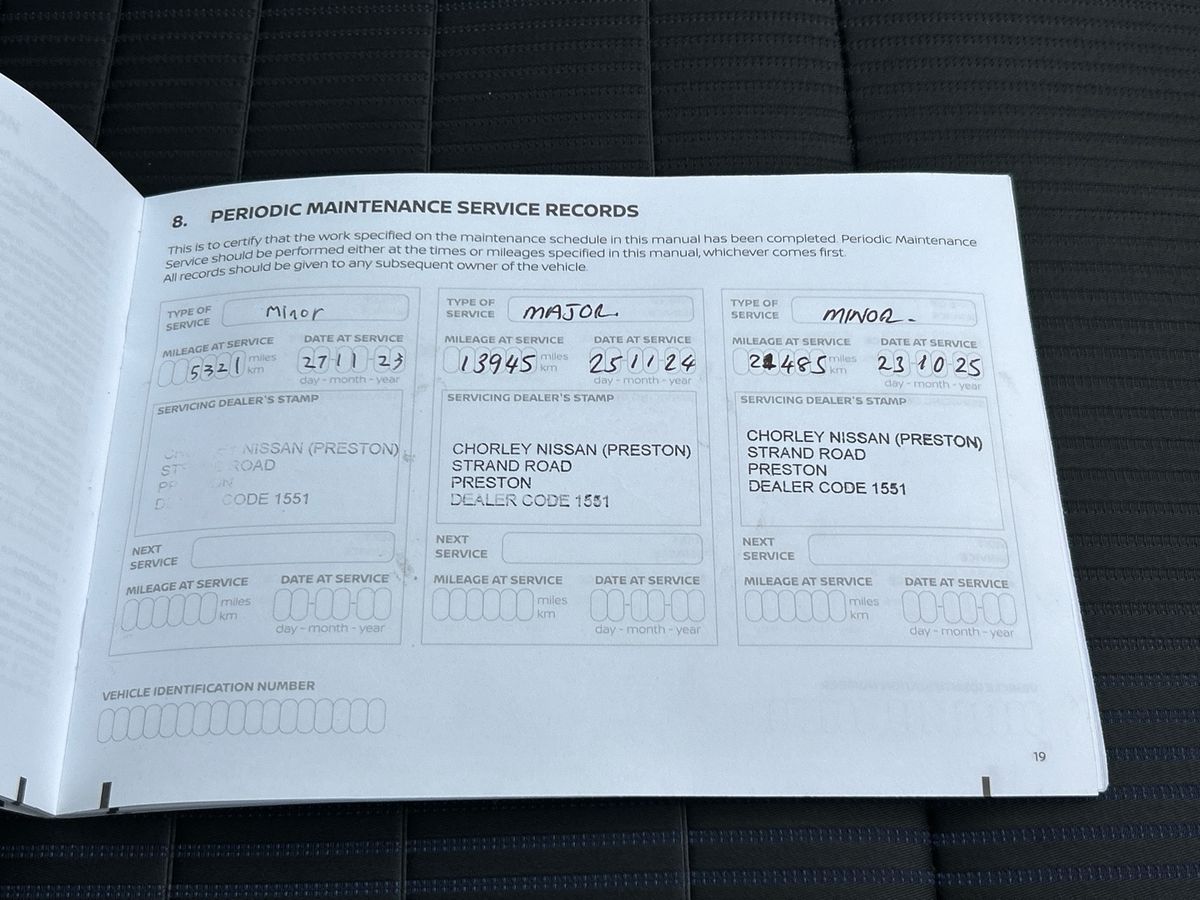 8. PERIODIC MAINTENANCE SERVICE RECORDS
This is to certify that the work specified on the maintenance schedule in this manual has been completed. Periodic Maintenance
Service should be performed either at the times or mileages specified in this manual, whichever comes first.
All records should be given to any subsequent owner of the vehicle.
TYPE OF
SERVICE
Minor
MILEAGE AT SERVICE
DATE AT SERVICE
5321
miles
km
27-11-23
day - month - year
SERVICING DEALER'S STAMP
NISSAN (PRESTON)
ROAD
CODE 1551
NEXT
SERVICE
MILEAGE AT SERVICE
DATE AT SERVICE
miles
km
day - month - year
TYPE OF
SERVICE
MAJOR.
MILEAGE AT SERVICE
DATE AT SERVICE
13945
miles
km
25-11-24
day - month - year
SERVICING DEALER'S STAMP
CHORLEY NISSAN (PRESTON)
STRAND ROAD
PRESTON
DEALER CODE 1551
NEXT
SERVICE
MILEAGE AT SERVICE
DATE AT SERVICE
miles
km
day - month - year
TYPE OF
SERVICE
MINOR.
MILEAGE AT SERVICE
DATE AT SERVICE
21485
miles
km
23-10-25
day - month - year
SERVICING DEALER'S STAMP
CHORLEY NISSAN (PRESTON)
STRAND ROAD
PRESTON
DEALER CODE 1551
NEXT
SERVICE
MILEAGE AT SERVICE
DATE AT SERVICE
miles
km
day - month - year
VEHICLE IDENTIFICATION NUMBER
19